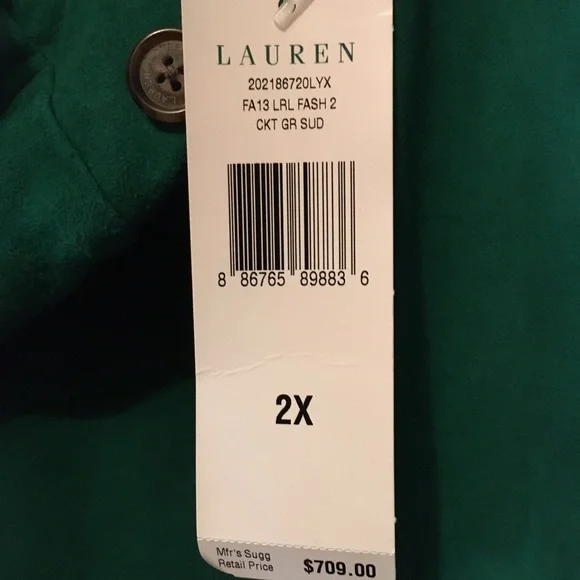 LAUREN
202186720LYX
FA13 LRL FASH 2
CKT GR SUD
8 86765 89883 6
2X
Mfr's Sugg
Retail Price $709.00
LAUREN